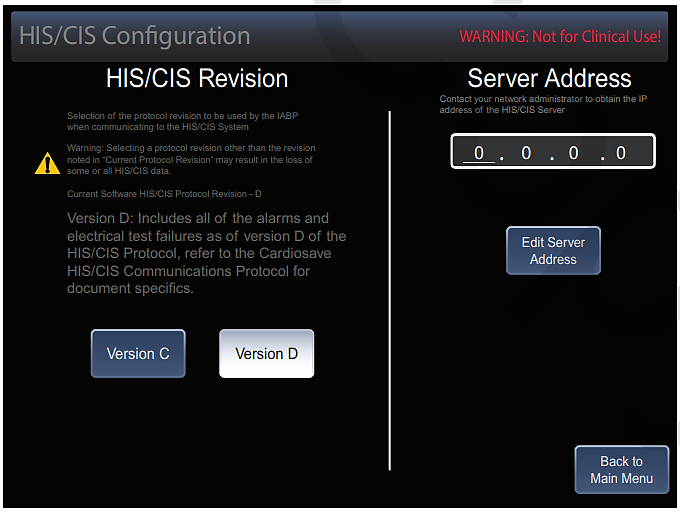 HIS/CIS Configuration
WARNING: Not for Clinical Use!
HIS/CIS Revision
Selection of the protocol revision to be used by the IABP
when communicating to the HIS/CIS System
Warning: Selecting a protocol revision other than the revision
noted in “Current Protocol Revision” may result in the loss of
some or all HIS/CIS data.
Current Software HIS/CIS Protocol Revision - D
Version D: Includes all of the alarms and
electrical test failures as of version D of the
HIS/CIS Protocol, refer to the Cardiosave
HIS/CIS Communications Protocol for
document specifics.
Version C
Version D
Server Address
Contact your network administrator to obtain the IP
address of the HIS/CIS Server
0 . 0 . 0 . 0
Edit Server
Address
Back to
Main Menu